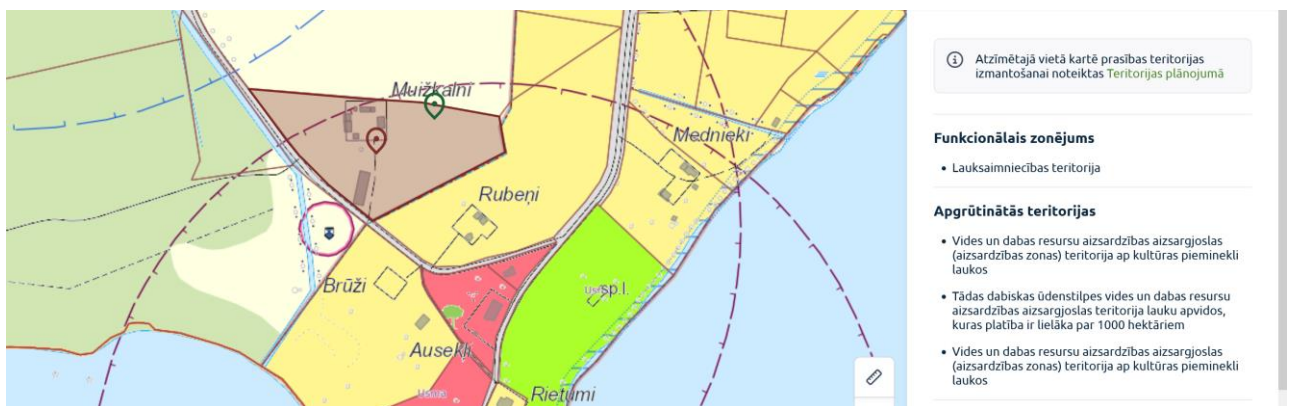 Muižkalni
Mednieki
Rubeņi
Brūži
sp.l.
Ausekļi
Usma
Rietumi
Atzīmētajā vietā kartē prasības teritorijas
izmantošanai noteiktas Teritorijas plānojumā
Funkcionālais zonējums
• Lauksaimniecības teritorija
Apgrūtinātās teritorijas
• Vides un dabas resursu aizsardzības aizsargjoslas
(aizsardzības zonas) teritorija ap kultūras pieminekli
laukos
• Tādas dabiskas ūdenstilpes vides un dabas resursu
aizsardzības aizsargjoslas teritorija lauku apvidos,
kuras platība ir lielāka par 1000 hektāriem
• Vides un dabas resursu aizsardzības aizsargjoslas
(aizsardzības zonas) teritorija ap kultūras pieminekli
laukos